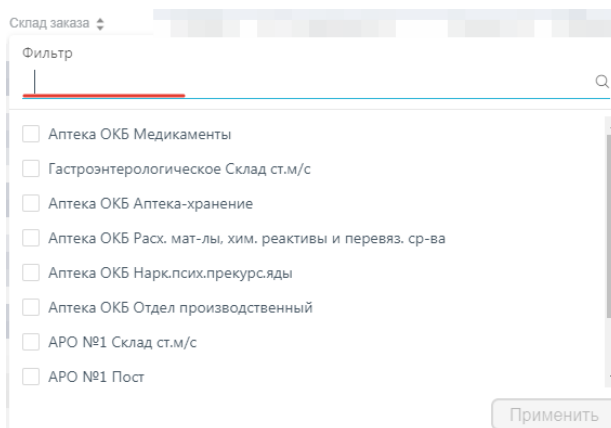 Склад заказа
Фильтр
Аптека ОКБ Медикаменты
Гастроэнтерологическое Склад ст.м/с
Аптека ОКБ Аптека-хранение
Аптека ОКБ Расх. мат-лы, хим. реактивы и перевяз. ср-ва
Аптека ОКБ Нарк.псих.прекурс.яды
Аптека ОКБ Отдел производственный
АРО №1 Склад ст.м/с
АРО №1 Пост
Применить